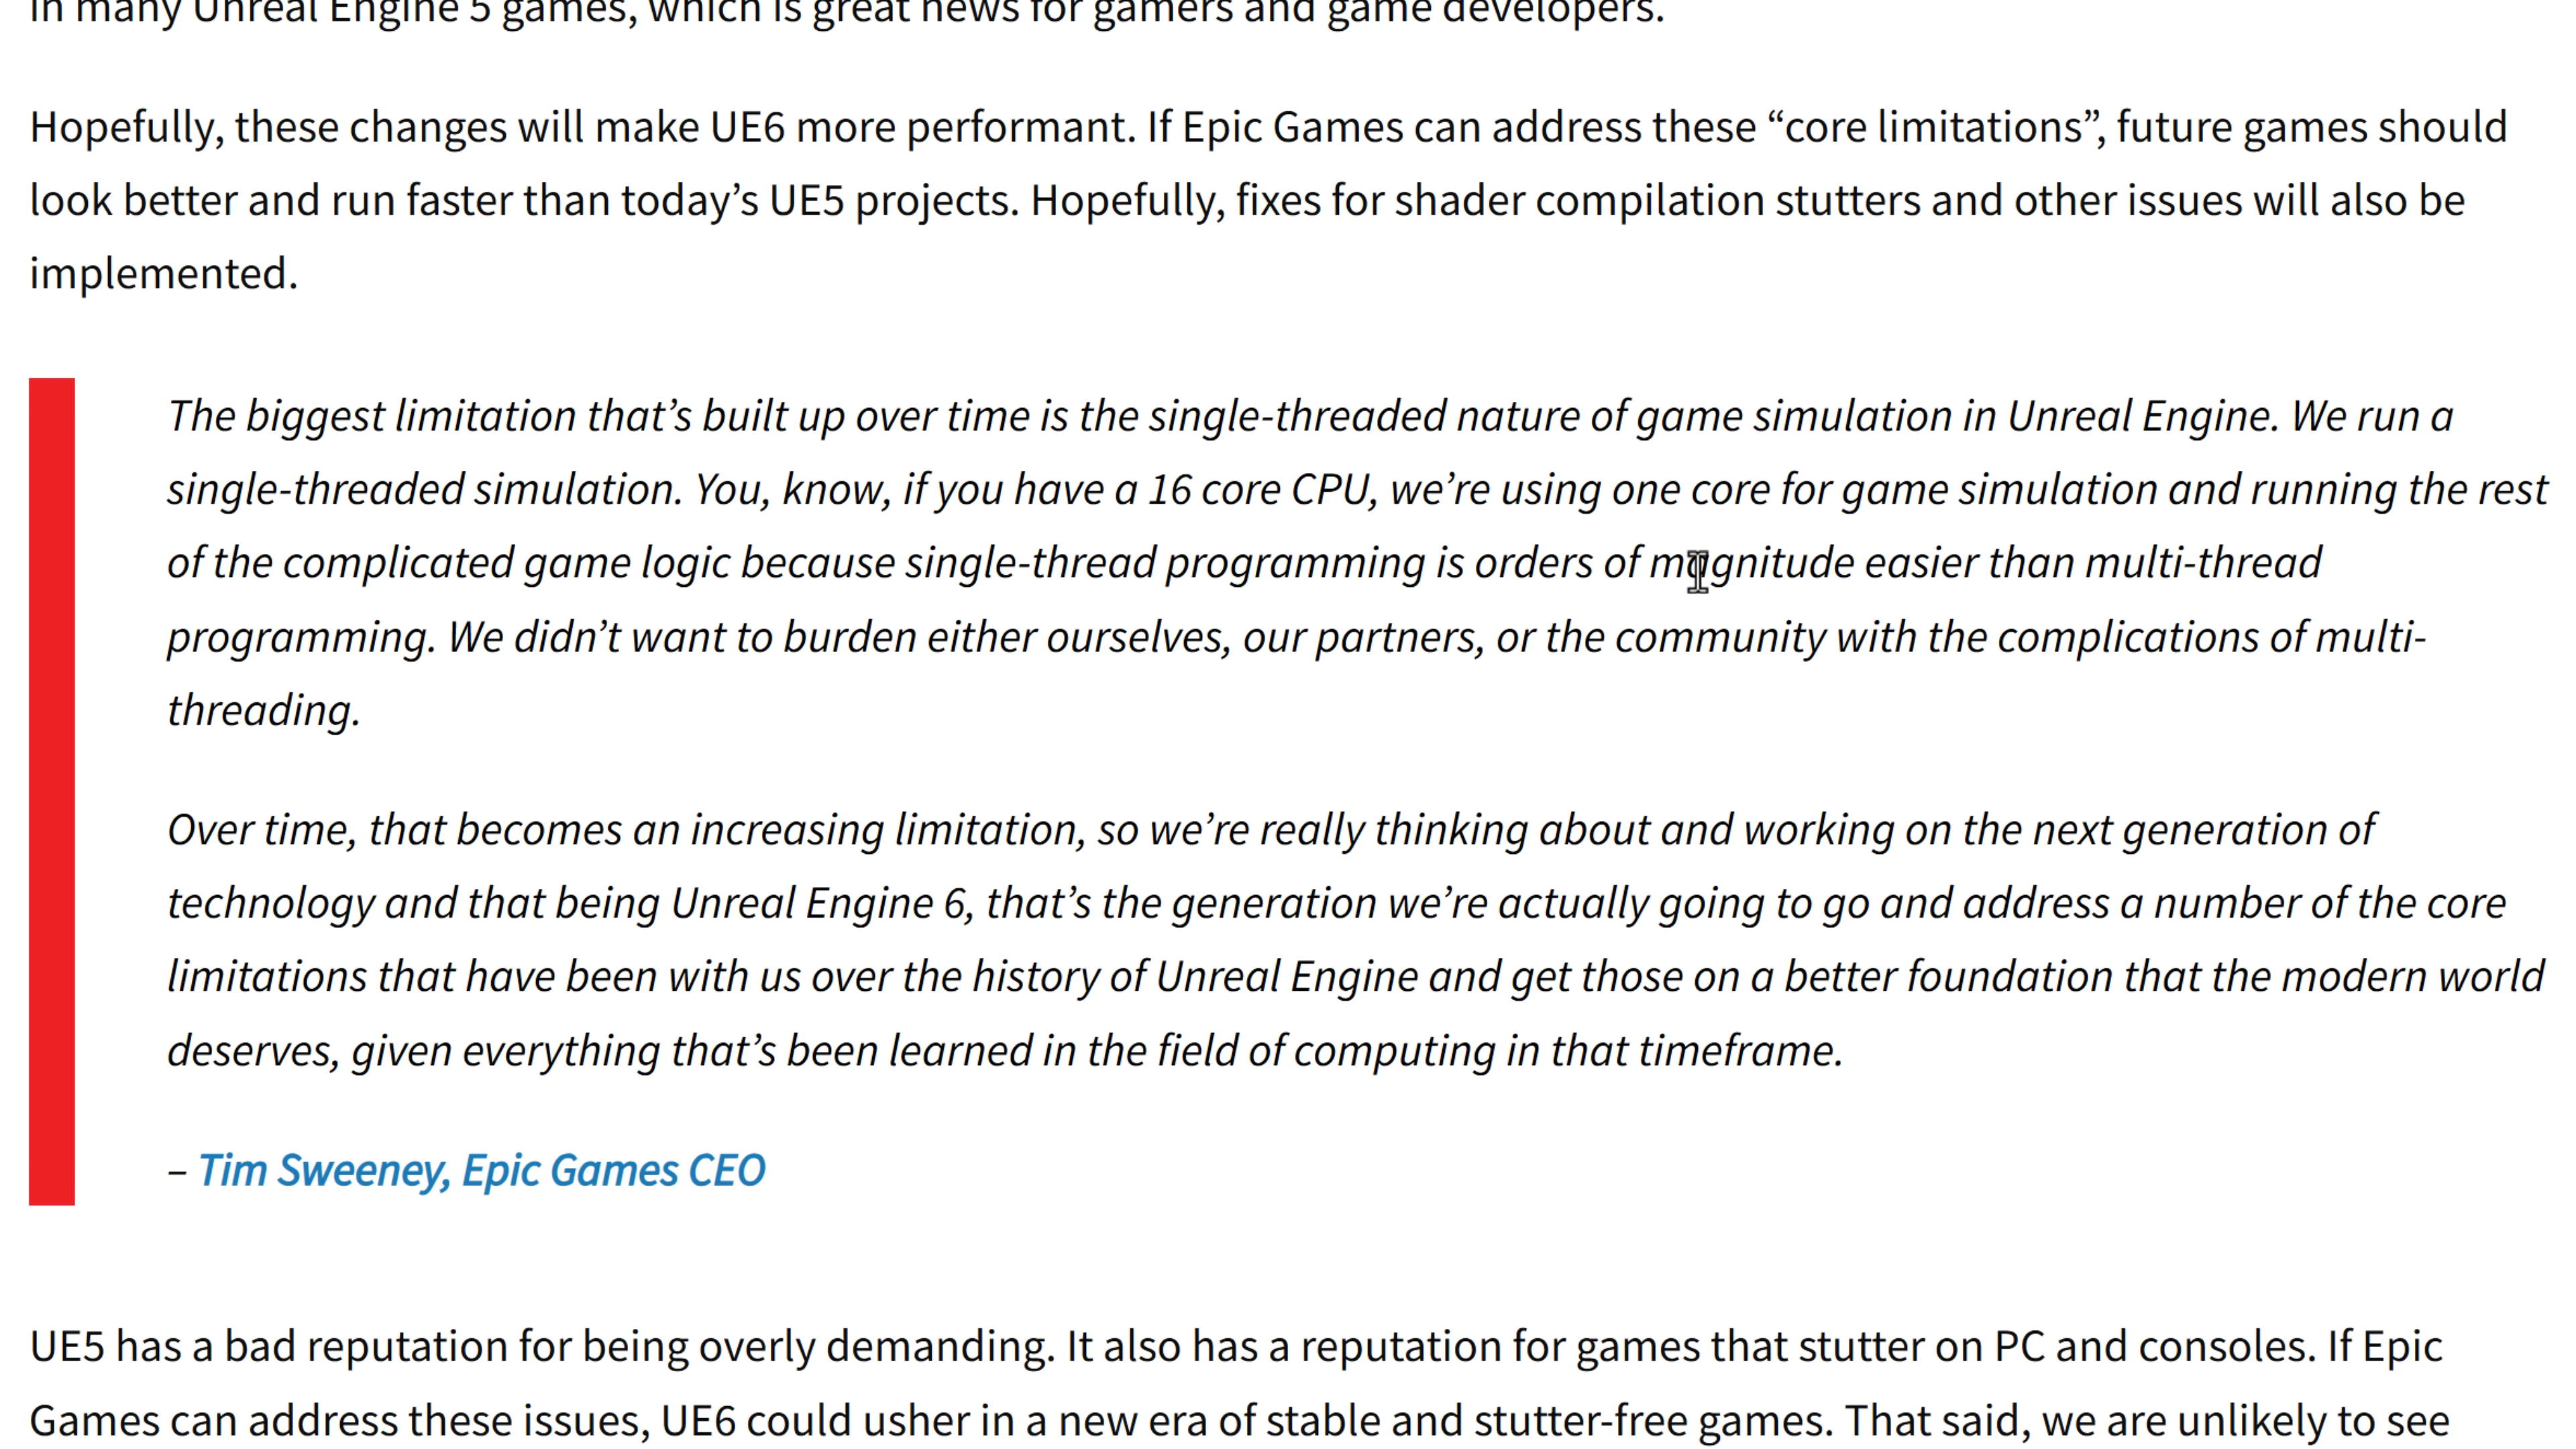 in many Unreal Engine 5 games, which is great news for gamers and game developers.
Hopefully, these changes will make UE6 more performant. If Epic Games can address these “core limitations”, future games should
look better and run faster than today’s UE5 projects. Hopefully, fixes for shader compilation stutters and other issues will also be
implemented.
The biggest limitation that’s built up over time is the single-threaded nature of game simulation in Unreal Engine. We run a
single-threaded simulation. You, know, if you have a 16 core CPU, we’re using one core for game simulation and running the rest
of the complicated game logic because single-thread programming is orders of magnitude easier than multi-thread
programming. We didn’t want to burden either ourselves, our partners, or the community with the complications of multi-
threading.
Over time, that becomes an increasing limitation, so we’re really thinking about and working on the next generation of
technology and that being Unreal Engine 6, that’s the generation we’re actually going to go and address a number of the core
limitations that have been with us over the history of Unreal Engine and get those on a better foundation that the modern world
deserves, given everything that’s been learned in the field of computing in that timeframe.
– Tim Sweeney, Epic Games CEO
UE5 has a bad reputation for being overly demanding. It also has a reputation for games that stutter on PC and consoles. If Epic
Games can address these issues, UE6 could usher in a new era of stable and stutter-free games. That said, we are unlikely to see